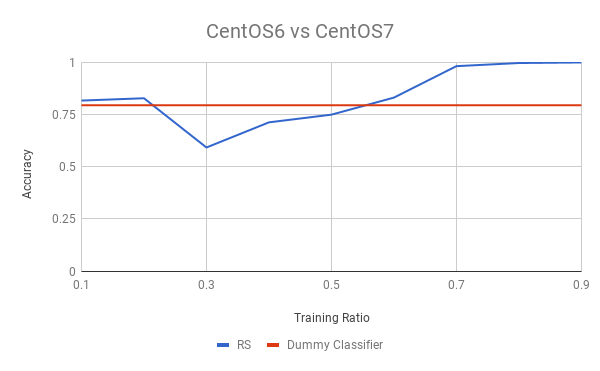 CentOS6 vs CentOS7
1
0.75
0.5
0.25
0
Accuracy
0.1 0.3 0.5 0.7 0.9
Training Ratio
RS Dummy Classifier